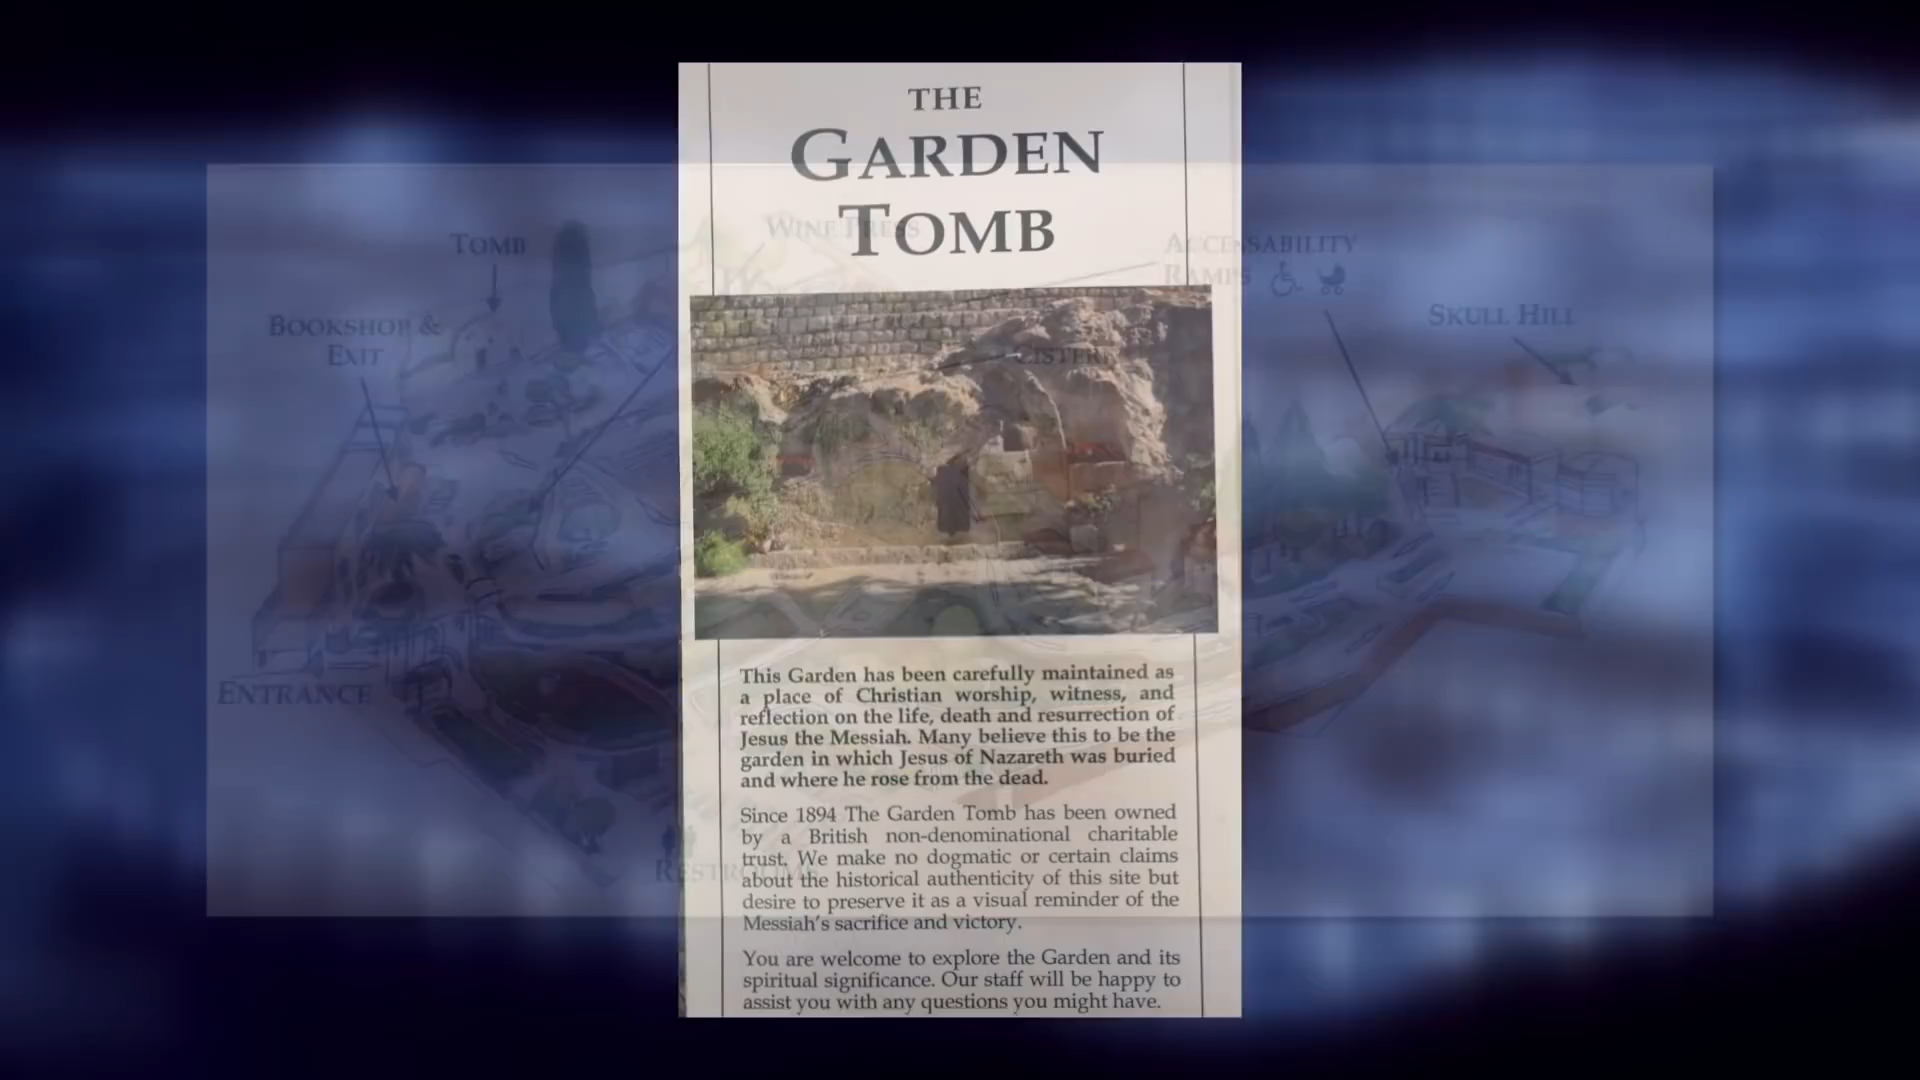 THE
GARDEN
TOMB
WINE PRESS
TOMB
ACCENSABILITY
RAMPS
BOOKSHOP &
EXIT
SKULL HILL
CISTERN
ENTRANCE
RESTROOMS
This Garden has been carefully maintained as
a place of Christian worship, witness, and
reflection on the life, death and resurrection of
Jesus the Messiah. Many believe this to be the
garden in which Jesus of Nazareth was buried
and where he rose from the dead.
Since 1894 The Garden Tomb has been owned
by a British non-denominational charitable
trust. We make no dogmatic or certain claims
about the historical authenticity of this site but
desire to preserve it as a visual reminder of the
Messiah's sacrifice and victory.
You are welcome to explore the Garden and its
spiritual significance. Our staff will be happy to
assist you with any questions you might have.